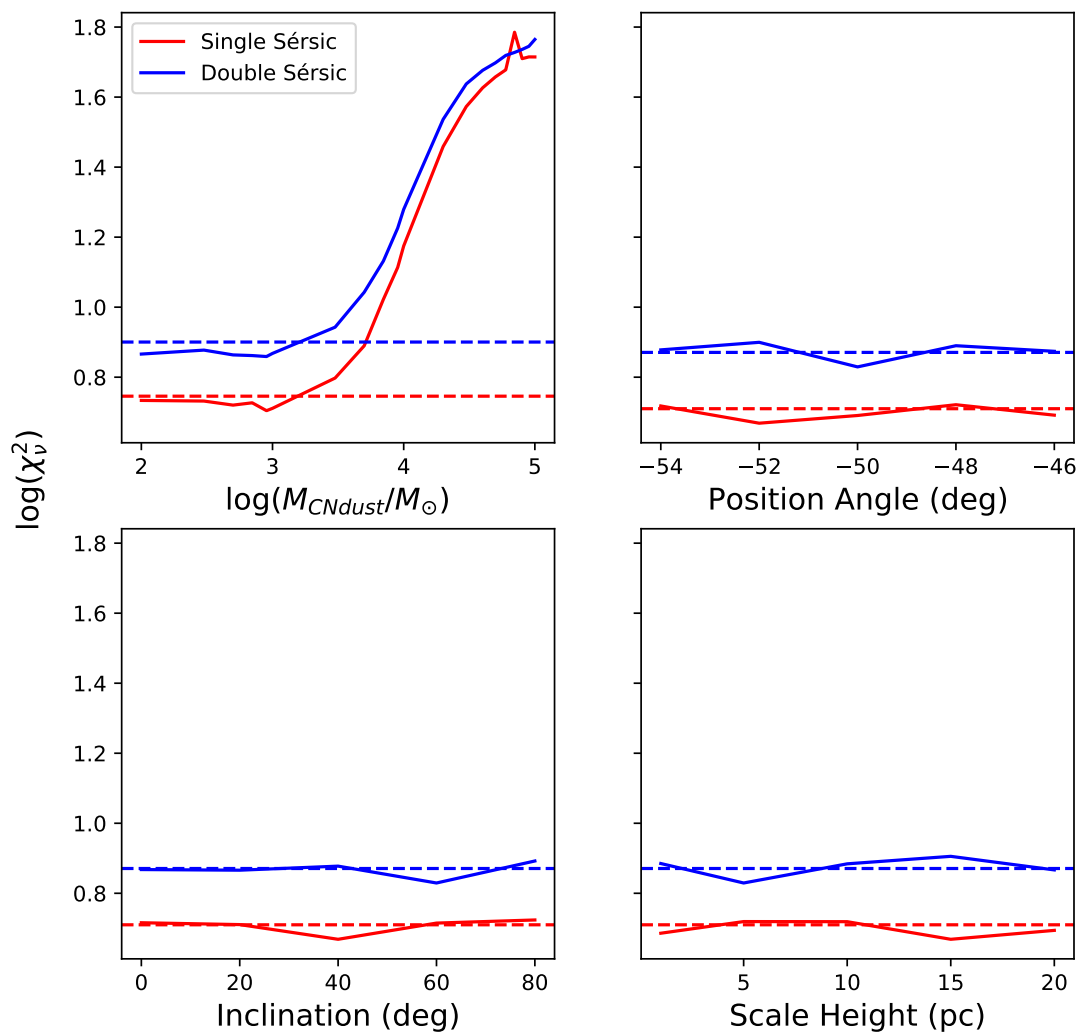 1.8
1.6
1.4
1.2
1.0
0.8
Single Sérsic
Double Sérsic
2 3 4 5
log(M_{CNdust}/M_⊙)
−54 −52 −50 −48 −46
Position Angle (deg)
log(χ²_ν)
1.8
1.6
1.4
1.2
1.0
0.8
0 20 40 60 80
Inclination (deg)
5 10 15 20
Scale Height (pc)